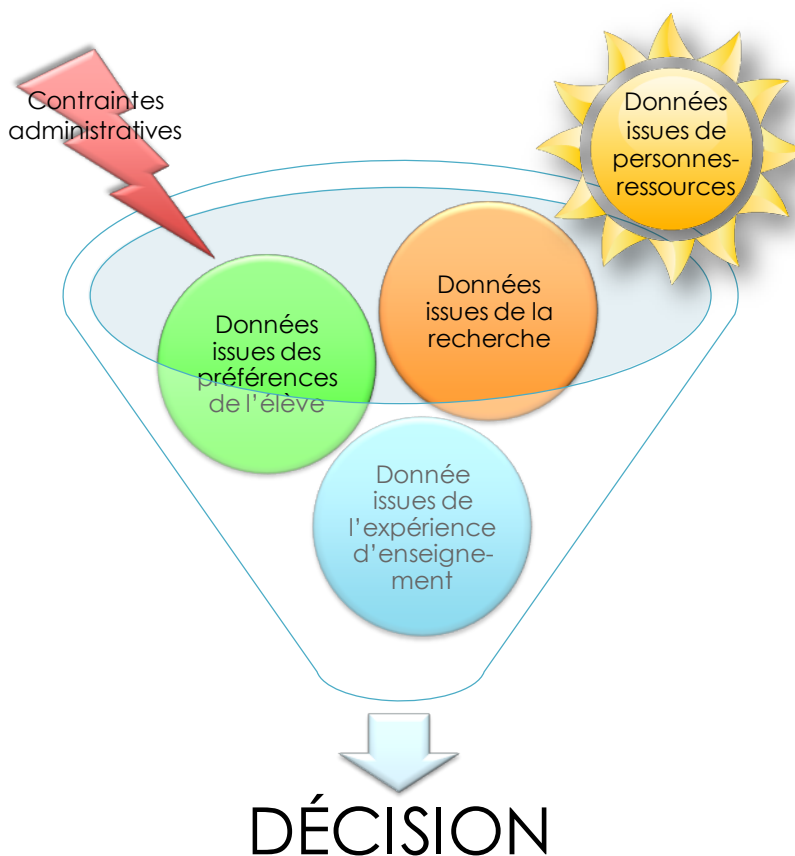 Contraintes
administratives
Données
issues de
personnes-
ressources
Données
issues de la
recherche
Données
issues des
préférences
de l’élève
Donnée
issues de
l’expérience
d’enseigne-
ment
DÉCISION